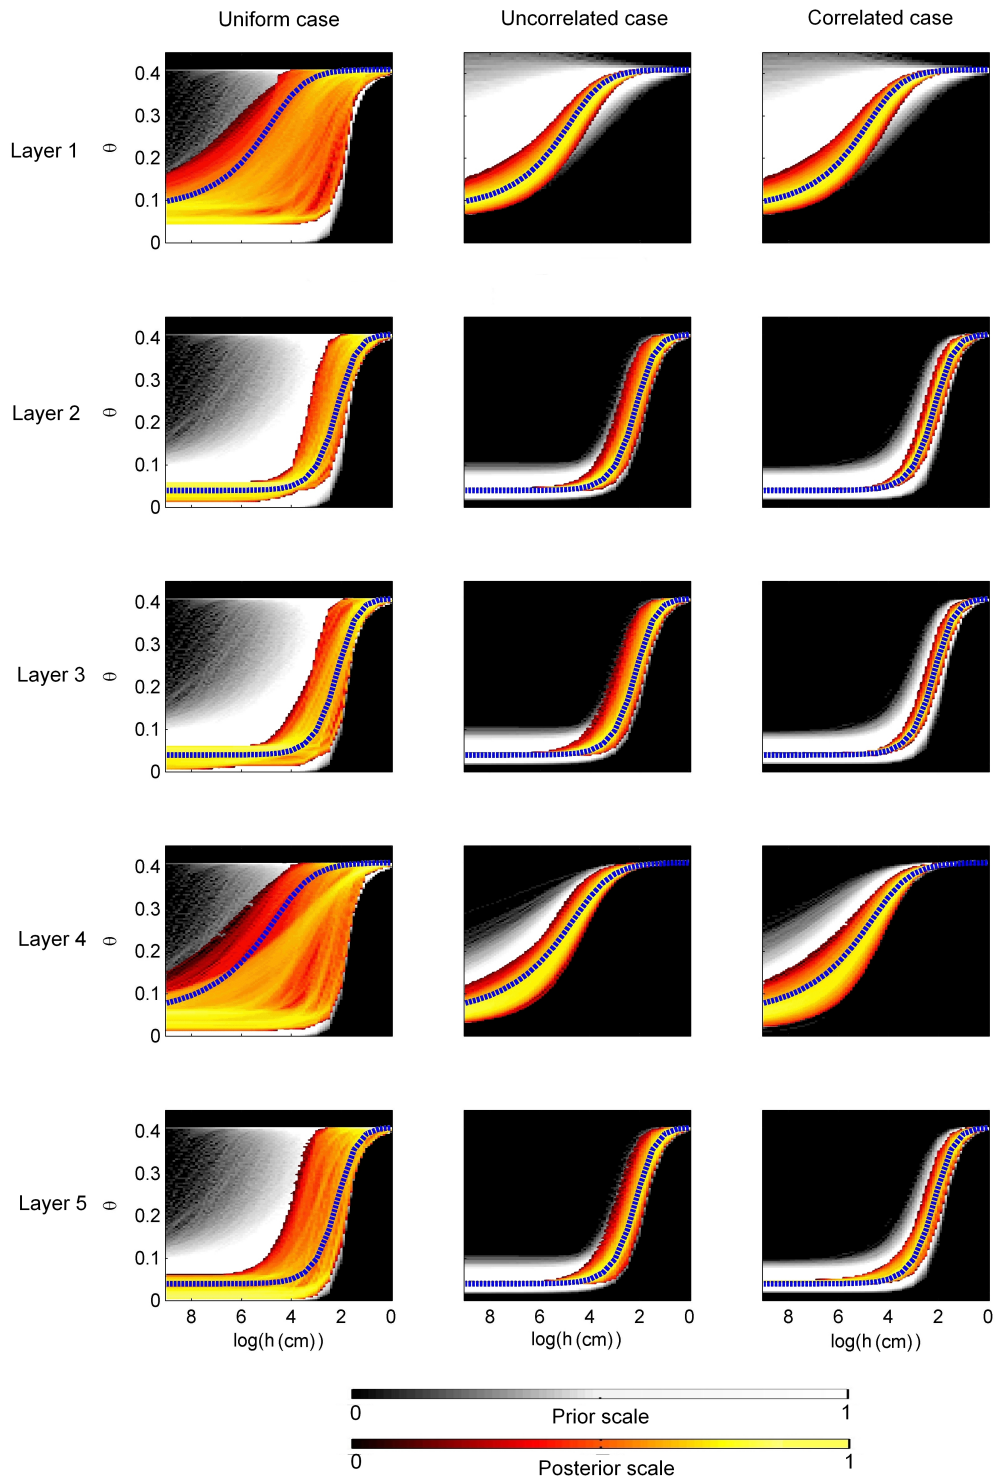 Uniform case Uncorrelated case Correlated case
0.4
0.3
Layer 1 θ 0.2
0.1
0
0.4
0.3
Layer 2 θ 0.2
0.1
0
0.4
0.3
Layer 3 θ 0.2
0.1
0
0.4
0.3
Layer 4 θ 0.2
0.1
0
0.4
0.3
Layer 5 θ 0.2
0.1
0
8 6 4 2 0 8 6 4 2 0 8 6 4 2 0
log(h (cm)) log(h (cm)) log(h (cm))
0 Prior scale 1
0 Posterior scale 1